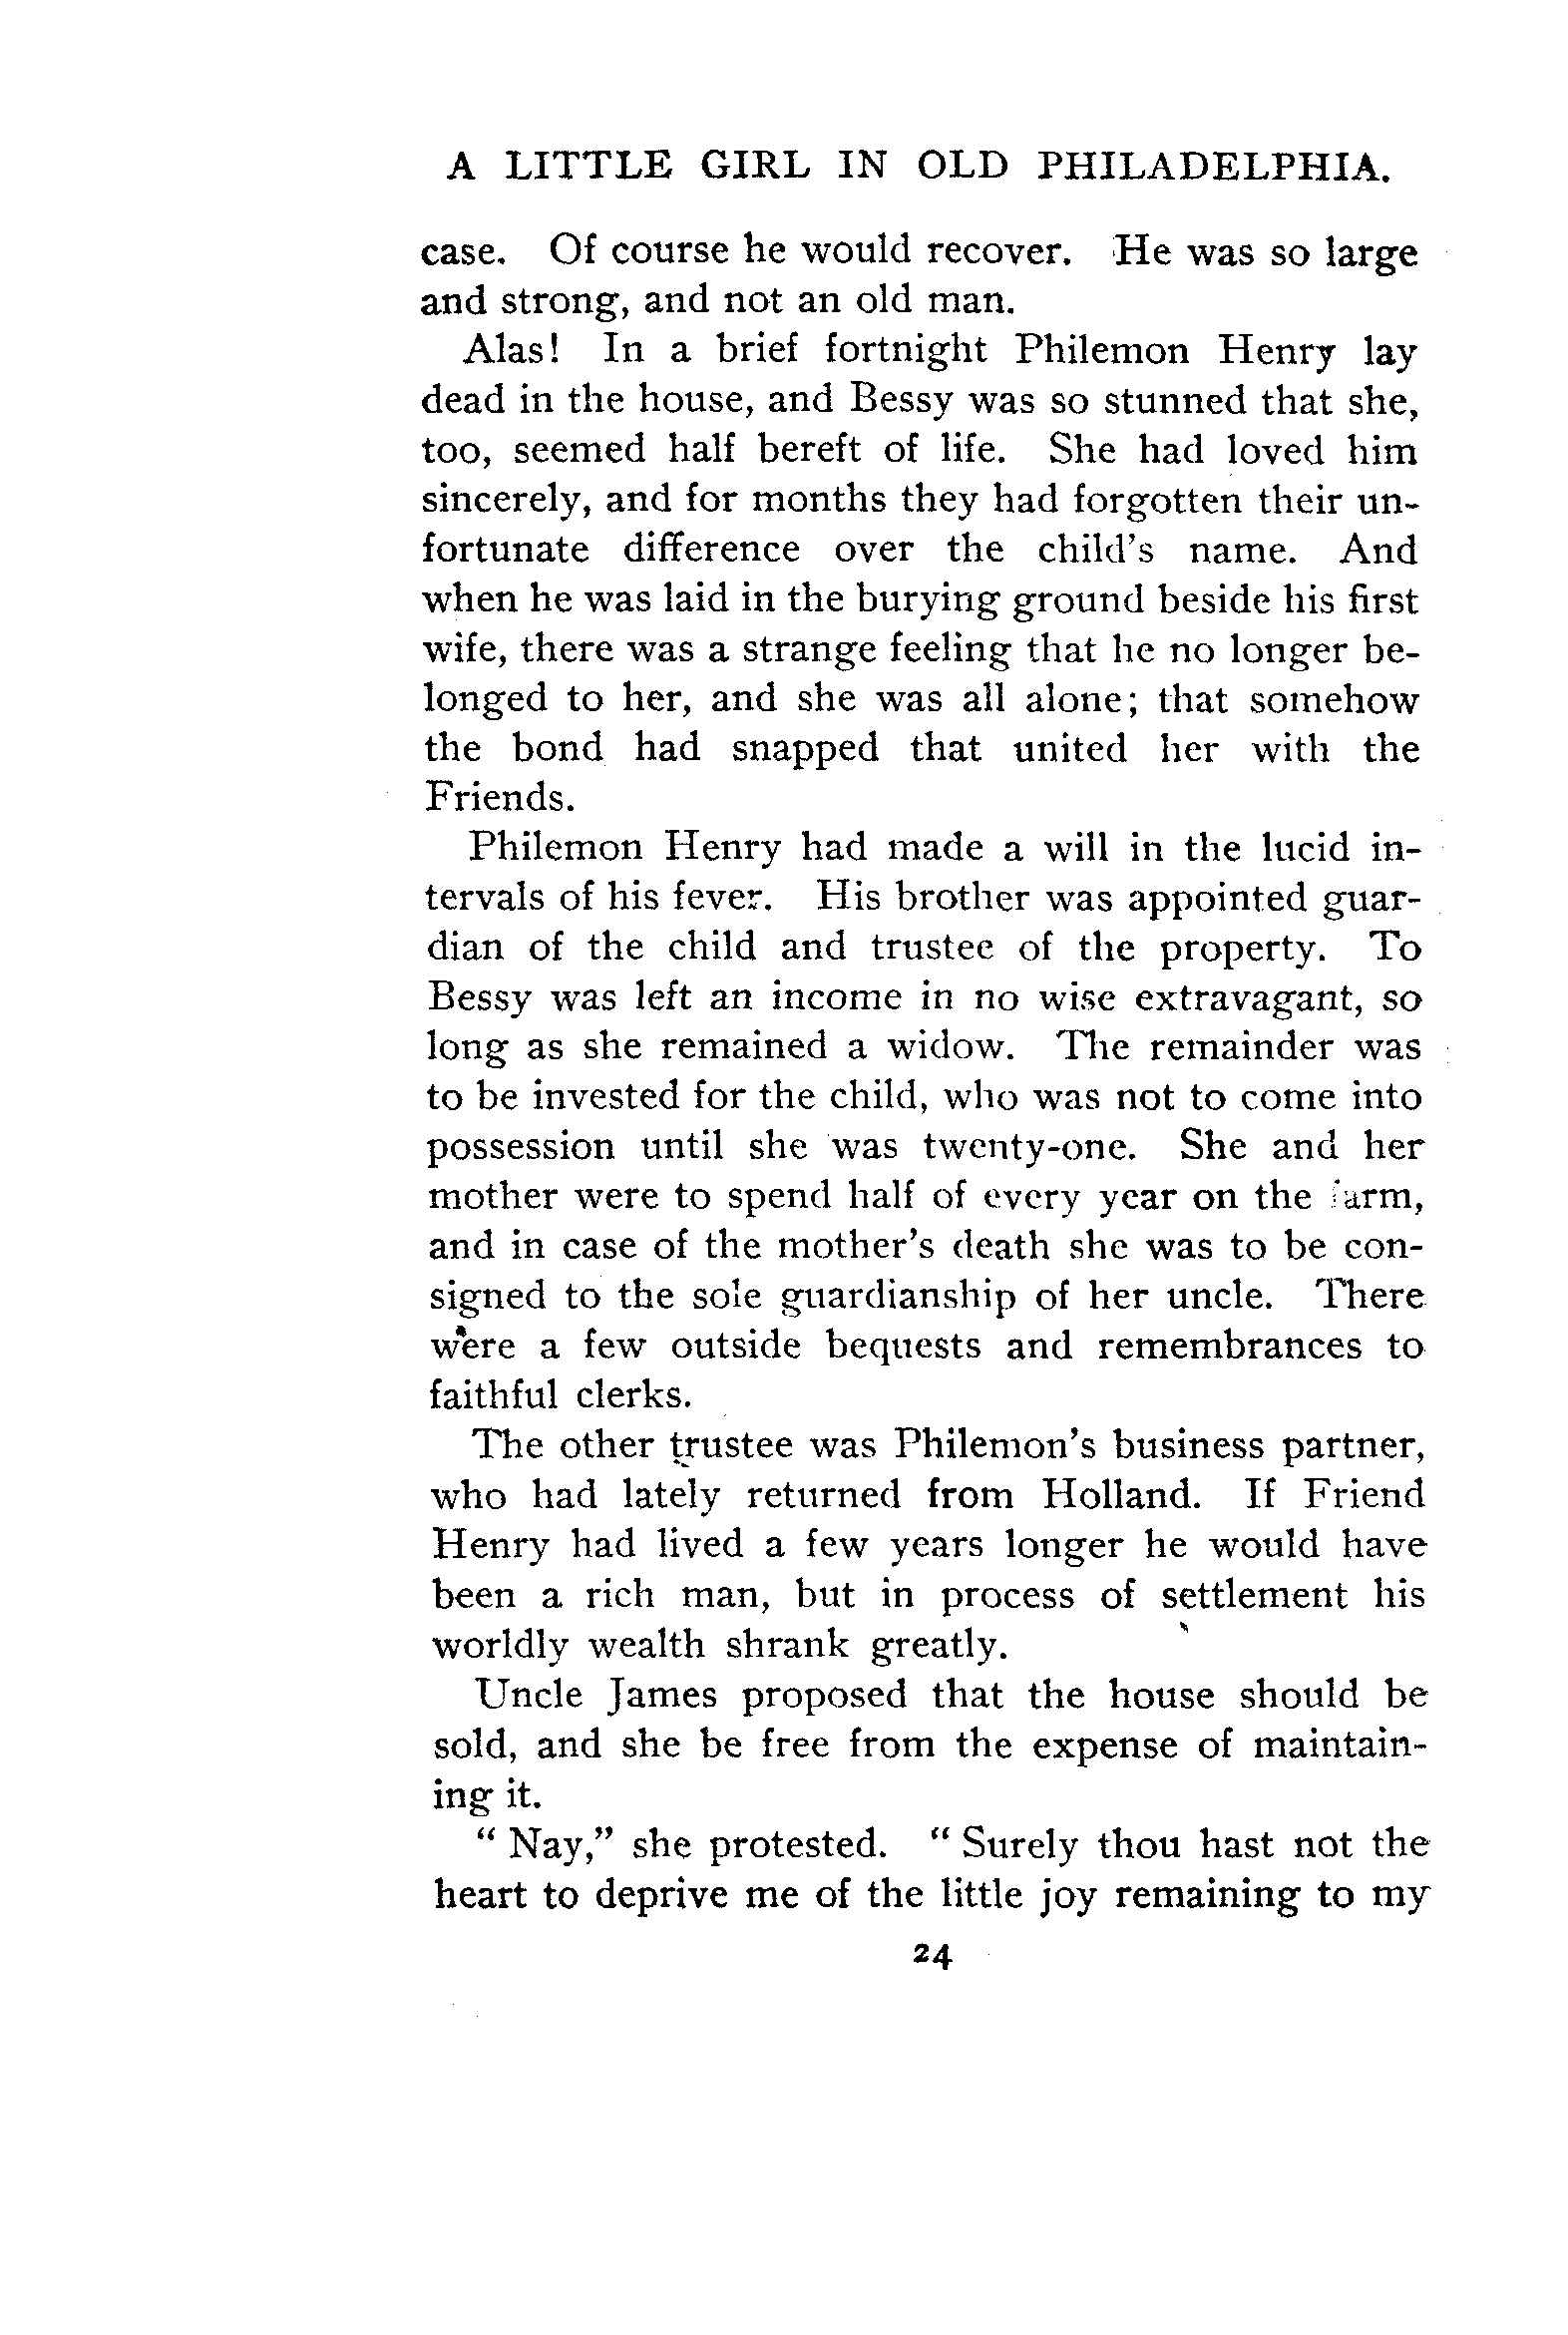 A LITTLE GIRL IN OLD PHILADELPHIA.
case. Of course he would recover. He was so large
and strong, and not an old man.
Alas! In a brief fortnight Philemon Henry lay
dead in the house, and Bessy was so stunned that she,
too, seemed half bereft of life. She had loved him
sincerely, and for months they had forgotten their un-
fortunate difference over the child's name. And
when he was laid in the burying ground beside his first
wife, there was a strange feeling that he no longer be-
longed to her, and she was all alone; that somehow
the bond had snapped that united her with the
Friends.
Philemon Henry had made a will in the lucid in-
tervals of his fever. His brother was appointed guar-
dian of the child and trustee of the property. To
Bessy was left an income in no wise extravagant, so
long as she remained a widow. The remainder was
to be invested for the child, who was not to come into
possession until she was twenty-one. She and her
mother were to spend half of every year on the farm,
and in case of the mother's death she was to be con-
signed to the sole guardianship of her uncle. There
were a few outside bequests and remembrances to
faithful clerks.
The other trustee was Philemon's business partner,
who had lately returned from Holland. If Friend
Henry had lived a few years longer he would have
been a rich man, but in process of settlement his
worldly wealth shrank greatly.
Uncle James proposed that the house should be
sold, and she be free from the expense of maintain-
ing it.
"Nay," she protested. "Surely thou hast not the
heart to deprive me of the little joy remaining to my
24